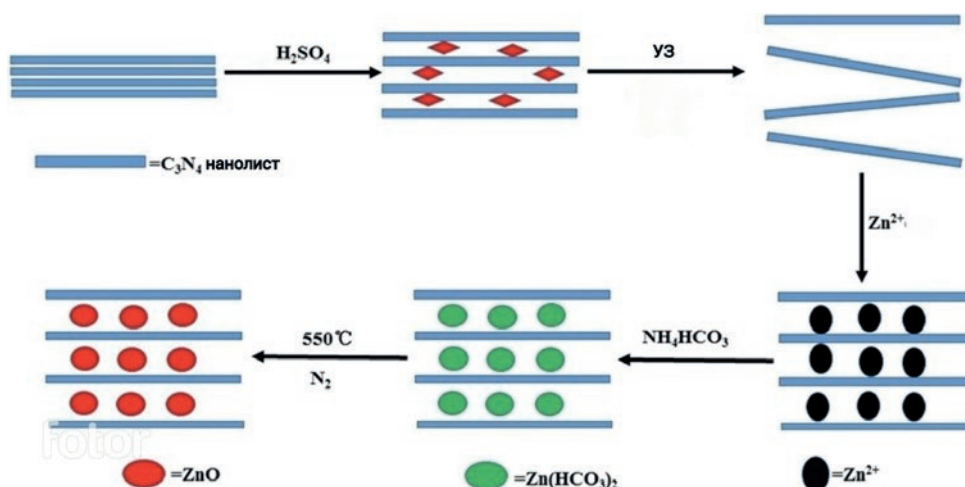 H₂SO₄
УЗ
=C₃N₄ нанолист
Zn²⁺
550℃
N₂
NH₄HCO₃
fotor
=ZnO
=Zn(HCO₃)₂
=Zn²⁺